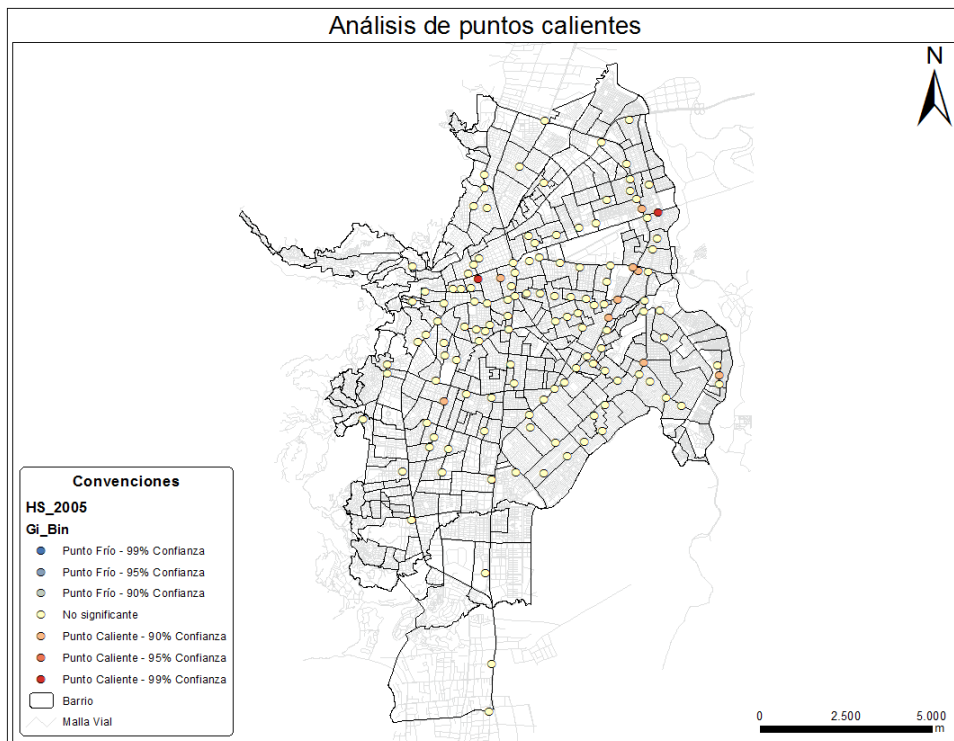 Análisis de puntos calientes
N
Convenciones
HS_2005
Gi_Bin
Punto Frío - 99% Confianza
Punto Frío - 95% Confianza
Punto Frío - 90% Confianza
No significante
Punto Caliente - 90% Confianza
Punto Caliente - 95% Confianza
Punto Caliente - 99% Confianza
Barrio
Malla Vial
0 2.500 5.000
m